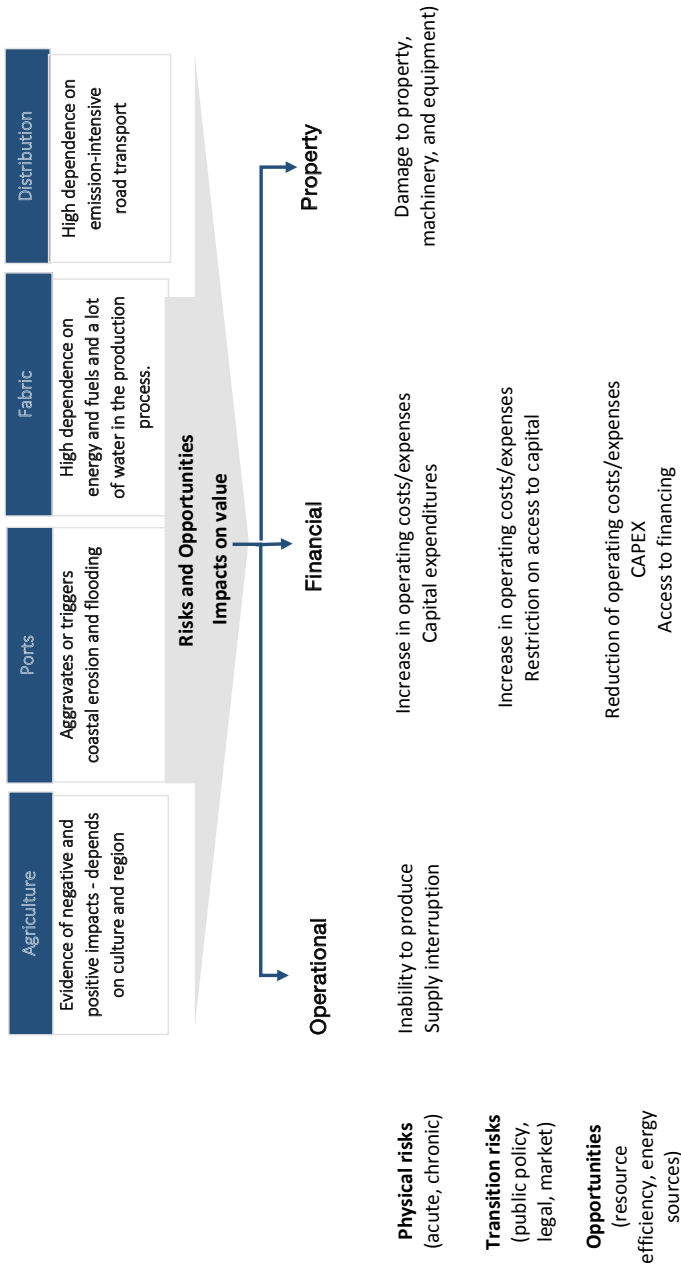 Agriculture
Evidence of negative and
positive impacts - depends
on culture and region
Ports
Aggravates or triggers
coastal erosion and flooding
Fabric
High dependence on
energy and fuels and a lot
of water in the production
process.
Distribution
High dependence on
emission-intensive
road transport
Risks and Opportunities
Impacts on value
Operational
Financial
Property
Physical risks
(acute, chronic)
Inability to produce
Supply interruption
Increase in operating costs/expenses
Capital expenditures
Damage to property,
machinery, and equipment)
Transition risks
(public policy,
legal, market)
Increase in operating costs/expenses
Restriction on access to capital
Opportunities
(resource
efficiency, energy
sources)
Reduction of operating costs/expenses
CAPEX
Access to financing